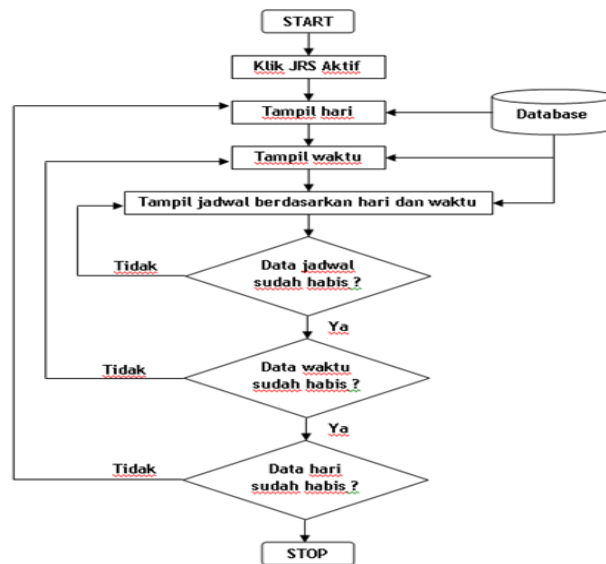 START
Klik JRS Aktif
Tampil hari
Database
Tampil waktu
Tampil jadwal berdasarkan hari dan waktu
Tidak
Data jadwal
sudah habis ?
Ya
Tidak
Data waktu
sudah habis ?
Ya
Tidak
Data hari
sudah habis ?
STOP